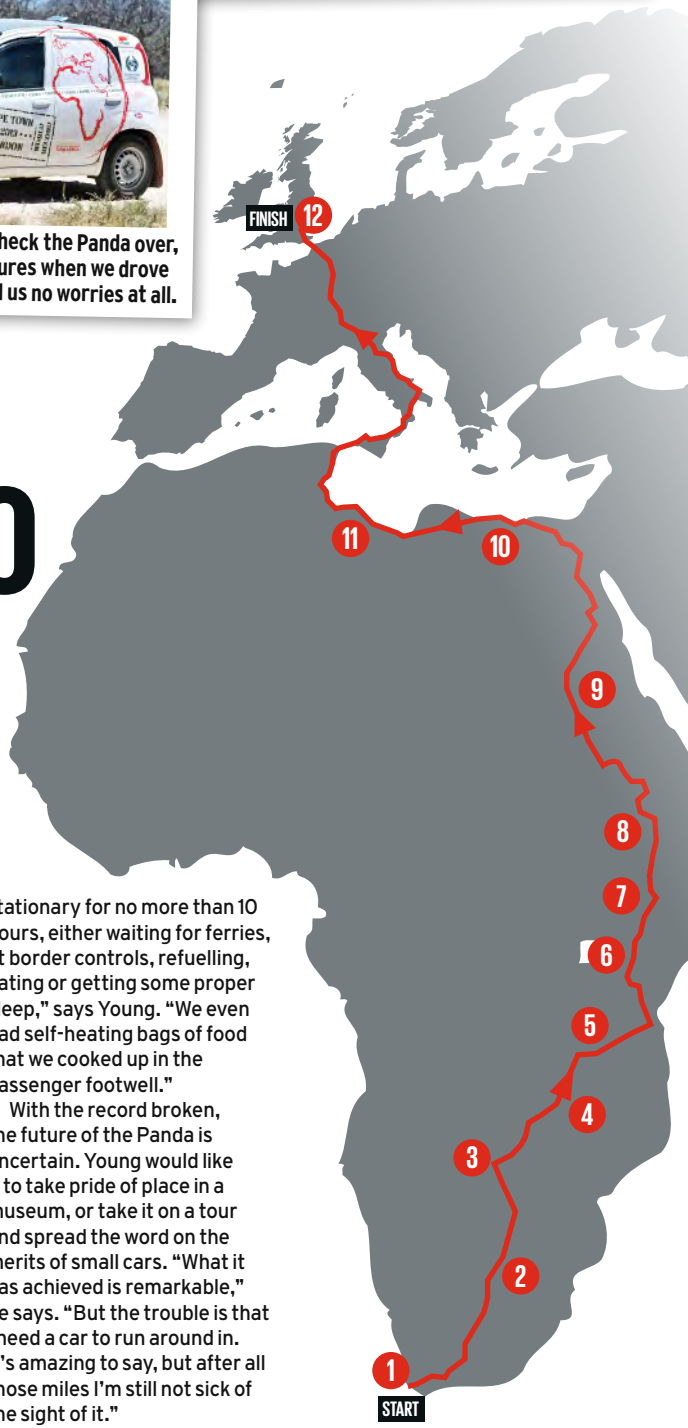 PE TOWN
NDON
heck the Panda over,
ures when we drove
l us no worries at all.
FINISH 12
11
10
9
8
7
6
5
4
3
2
1
START
tationary for no more than 10
ours, either waiting for ferries,
t border controls, refuelling,
ating or getting some proper
leep,” says Young. “We even
ad self-heating bags of food
hat we cooked up in the
assenger footwell.”
With the record broken,
he future of the Panda is
ncertain. Young would like
to take pride of place in a
useum, or take it on a tour
nd spread the word on the
erits of small cars. “What it
as achieved is remarkable,”
e says. “But the trouble is that
need a car to run around in.
’s amazing to say, but after all
hose miles I’m still not sick of
he sight of it.”